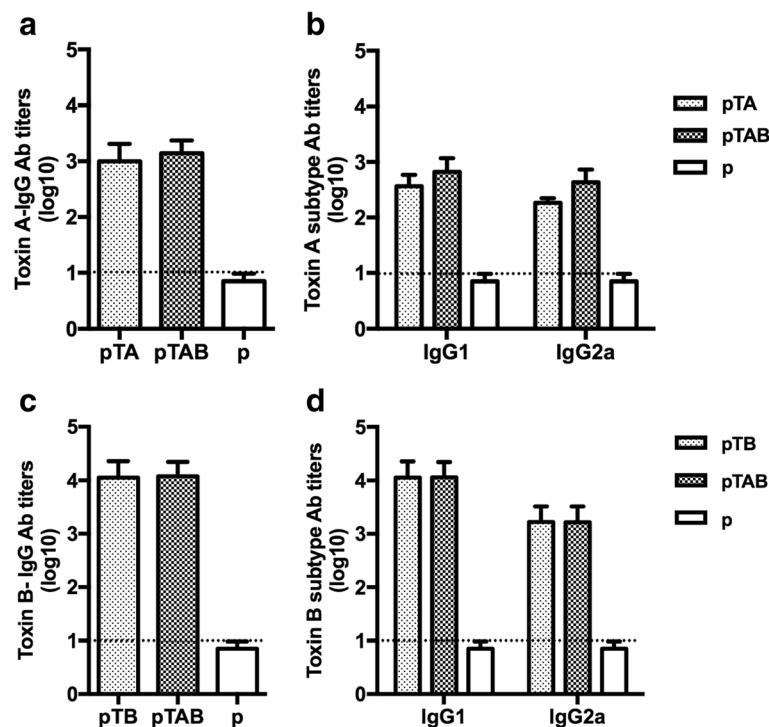 a
Toxin A-IgG Ab titers
(log10)
5
4
3
2
1
0
pTA pTAB p
b
Toxin A subtype Ab titers
(log10)
5
4
3
2
1
0
IgG1 IgG2a
pTA
pTAB
p
c
Toxin B- IgG Ab titers
(log10)
5
4
3
2
1
0
pTB pTAB p
d
Toxin B subtype Ab titers
(log10)
5
4
3
2
1
0
IgG1 IgG2a
pTB
pTAB
p